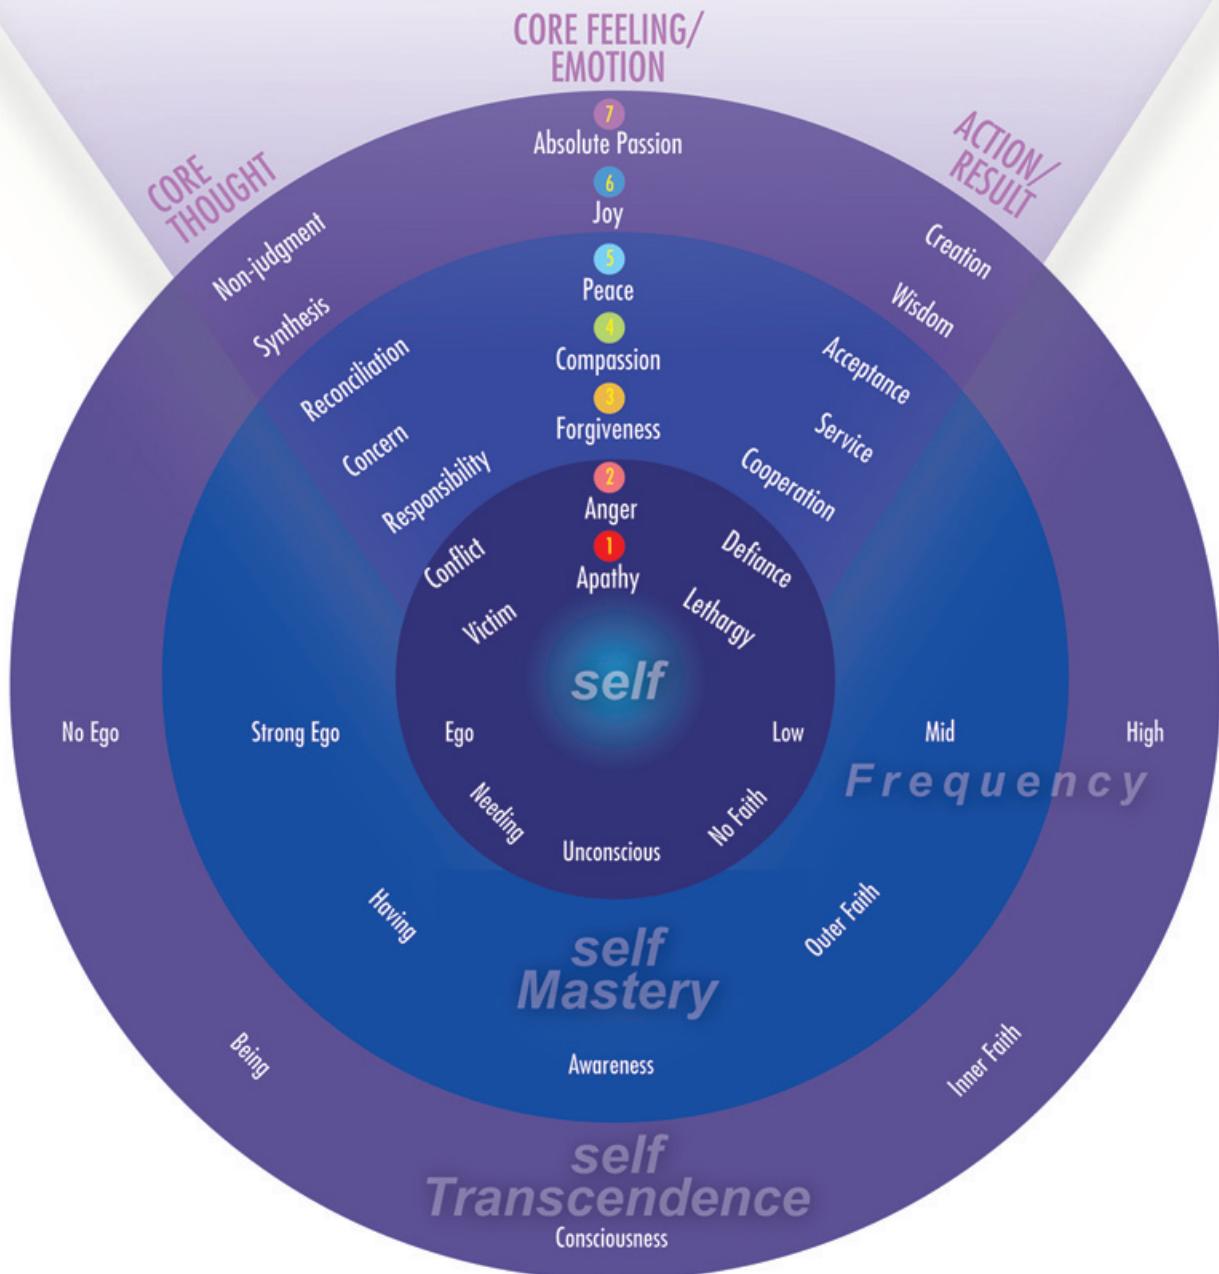 CORE FEELING/
EMOTION
CORE
THOUGHT
ACTION/
RESULT
7
Absolute Passion
Non-judgment
Creation
6
Joy
Synthesis
Wisdom
5
Peace
Reconciliation
Acceptance
4
Compassion
Concern
Service
3
Forgiveness
Responsibility
Cooperation
2
Anger
Conflict
Defiance
1
Apathy
Victim
Lethargy
self
No Ego
Strong Ego
Ego
Low
Mid
High
Frequency
Needing
No Faith
Unconscious
Having
Outer Faith
self
Mastery
Being
Awareness
Inner Faith
self
Transcendence
Consciousness